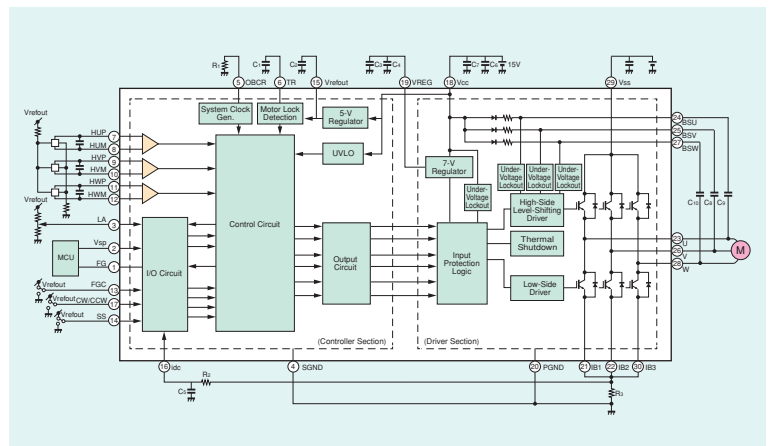 R1
C1
C2
C3
C4
C7
C6
15V
5
OBCR
6
TR
15
Vrefout
19
VREG
18
Vcc
29
Vss
System Clock
Gen.
Motor Lock
Detection
5-V
Regulator
24
BSU
25
BSV
27
BSW
Vrefout
HUP
7
HUM
8
HVP
9
HVM
10
HWP
11
HWM
12
UVLO
7-V
Regulator
Under-
Voltage
Lockout
Under-
Voltage
Lockout
Under-
Voltage
Lockout
Under-
Voltage
Lockout
C10
C9
C8
Vrefout
LA
3
Vsp
2
MCU
FG
1
FGC
13
Vrefout
CW/CCW
17
Vrefout
SS
14
Vrefout
I/O Circuit
Control Circuit
Output
Circuit
Input
Protection
Logic
High-Side
Level-Shifting
Driver
Thermal
Shutdown
Low-Side
Driver
23
U
26
V
28
W
M
(Controller Section)
(Driver Section)
16
idc
4
SGND
20
PGND
21
IB1
22
IB2
30
IB3
C5
R2
R3